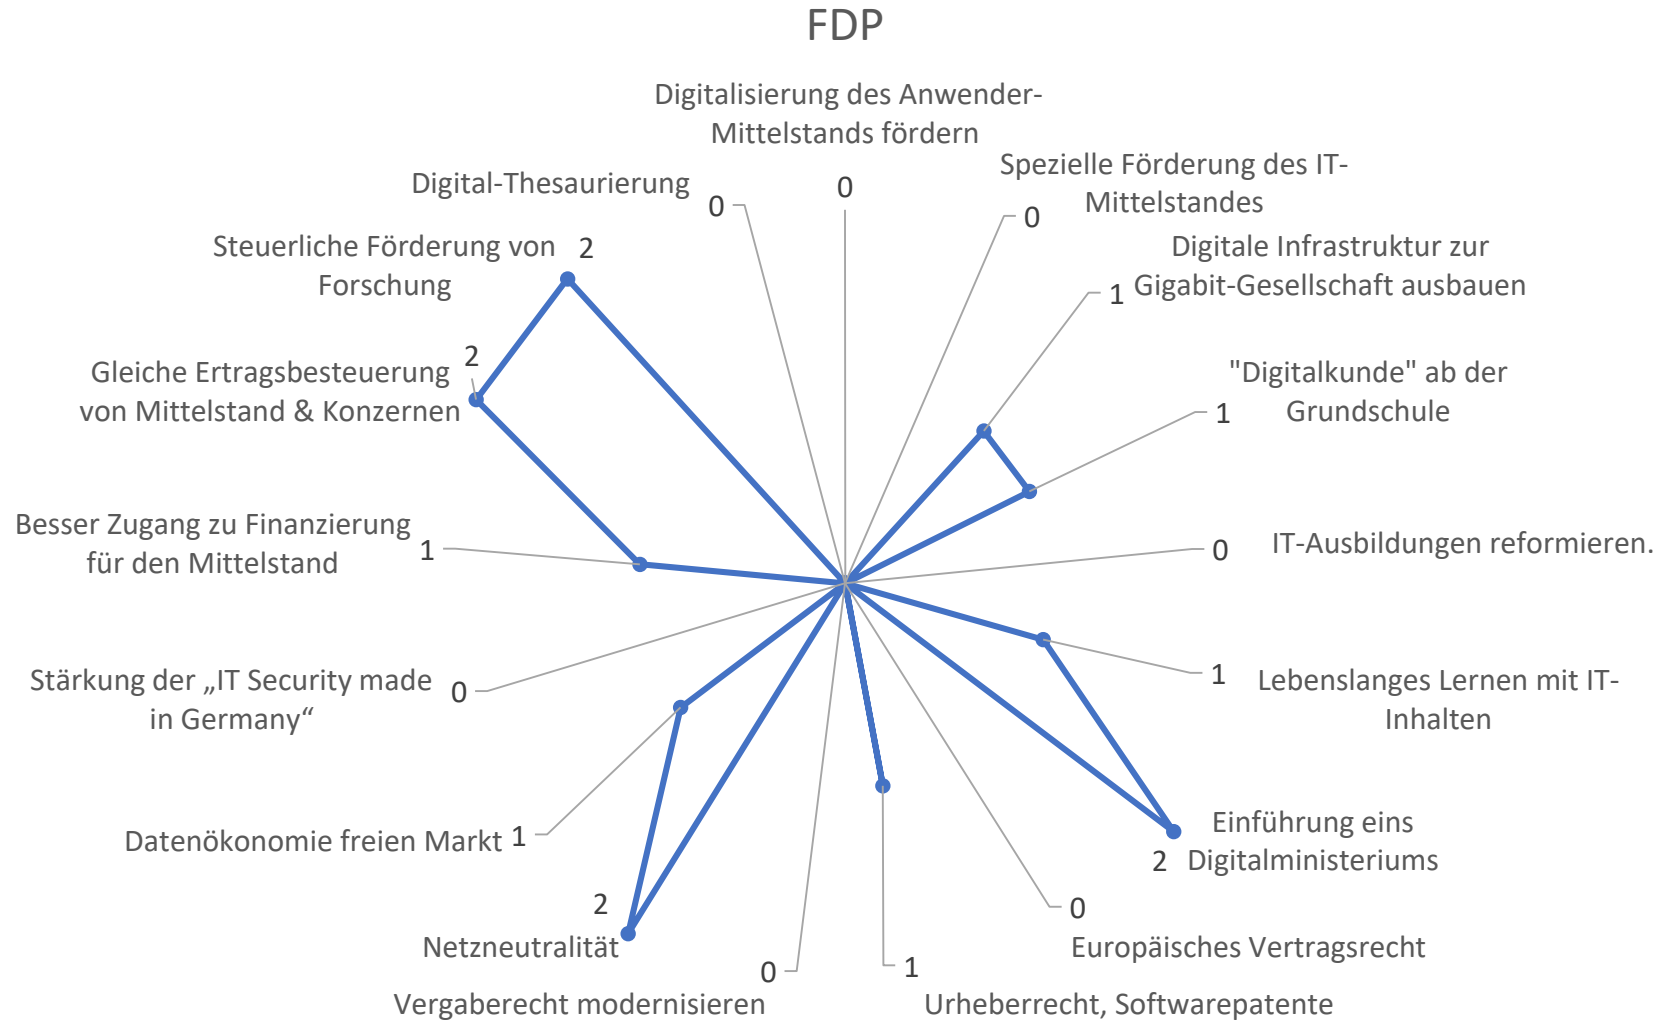 FDP
Digitalisierung des Anwender-
Mittelstands fördern
0
Spezielle Förderung des IT-
Mittelstandes
0
Digitale Infrastruktur zur
Gigabit-Gesellschaft ausbauen
1
"Digitalkunde" ab der
Grundschule
1
IT-Ausbildungen reformieren.
0
Lebenslanges Lernen mit IT-
Inhalten
1
Einführung eins
Digitalministeriums
2
Europäisches Vertragsrecht
0
Urheberrecht, Softwarepatente
1
Vergaberecht modernisieren
0
Netzneutralität
2
Datenökonomie freien Markt
1
Stärkung der „IT Security made
in Germany“
0
Besser Zugang zu Finanzierung
für den Mittelstand
1
Gleiche Ertragsbesteuerung
von Mittelstand & Konzernen
2
Steuerliche Förderung von
Forschung
2
Digital-Thesaurierung
0